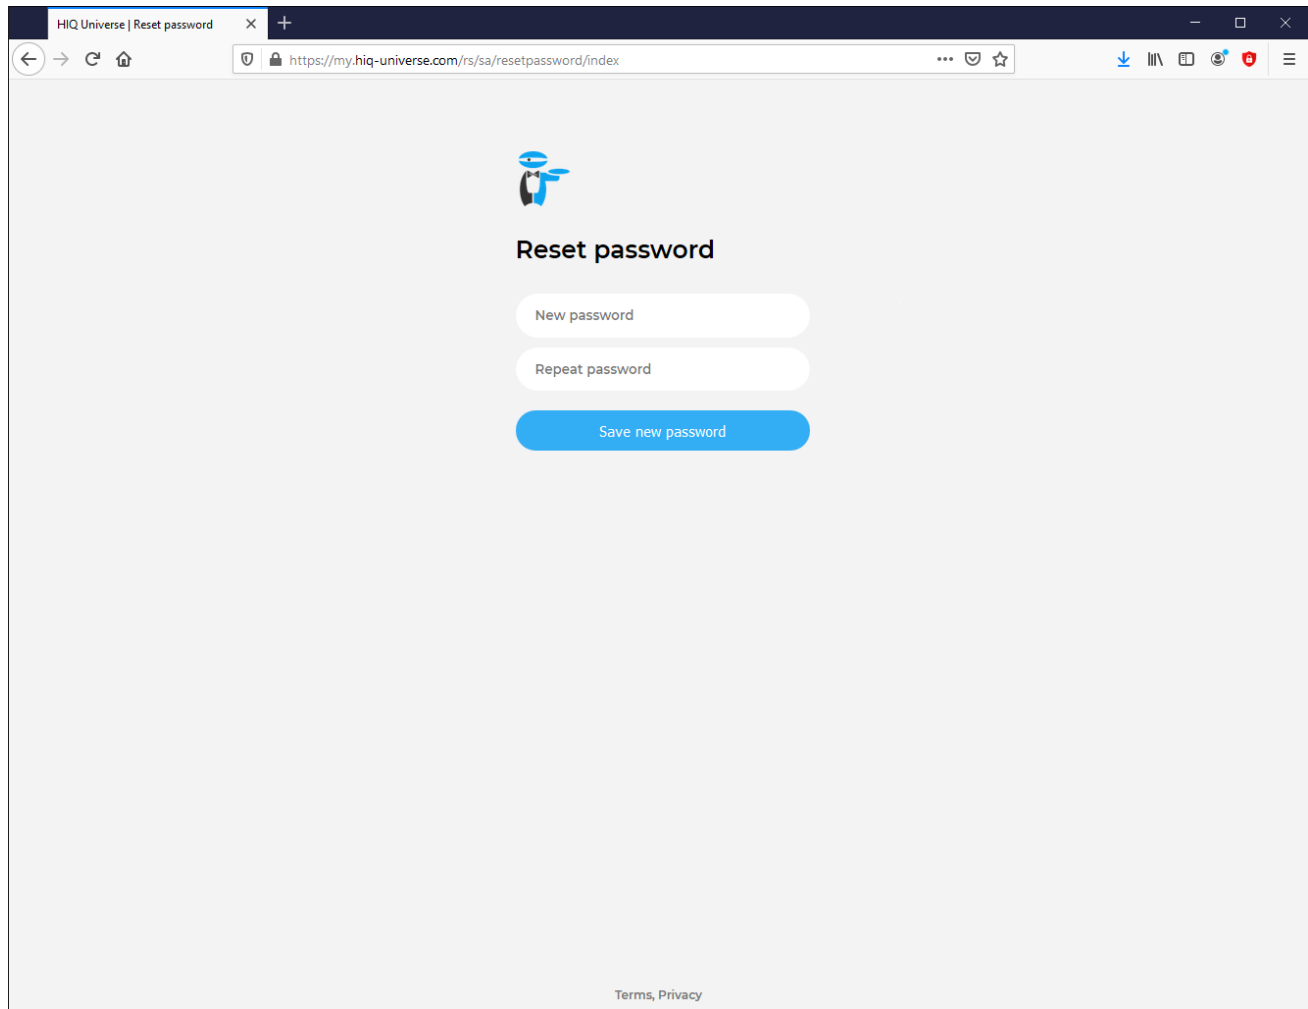 HIQ Universe | Reset password
https://my.hiq-universe.com/rs/sa/resetpassword/index
Reset password
New password
Repeat password
Save new password
Terms, Privacy